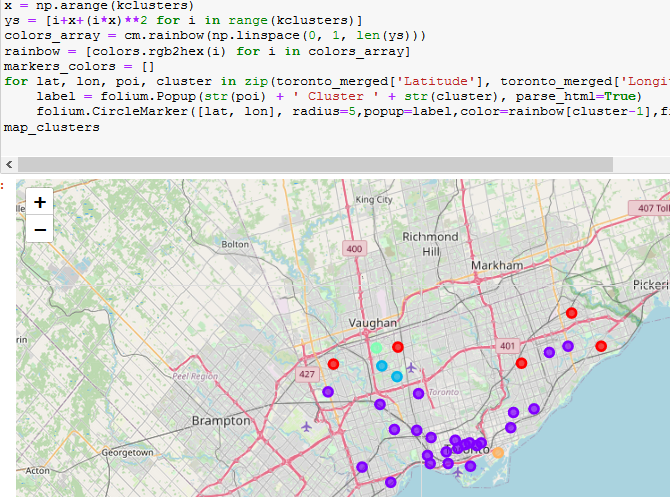 x = np.arange(kclusters)
ys = [i+x+(i*x)**2 for i in range(kclusters)]
colors_array = cm.rainbow(np.linspace(0, 1, len(ys)))
rainbow = [colors.rgb2hex(i) for i in colors_array]
markers_colors = []
for lat, lon, poi, cluster in zip(toronto_merged['Latitude'], toronto_merged['Longi
label = folium.Popup(str(poi) + ' Cluster ' + str(cluster), parse_html=True)
folium.CircleMarker([lat, lon], radius=5,popup=label,color=rainbow[cluster-1],fi
map_clusters
+
−
King City
407 Toll
400
Richmond
Hill
Bolton
Markham
Pickerin
Vaughan
rin
401
427
Peel Region
Toronto
Brampton
Georgetown
Acton